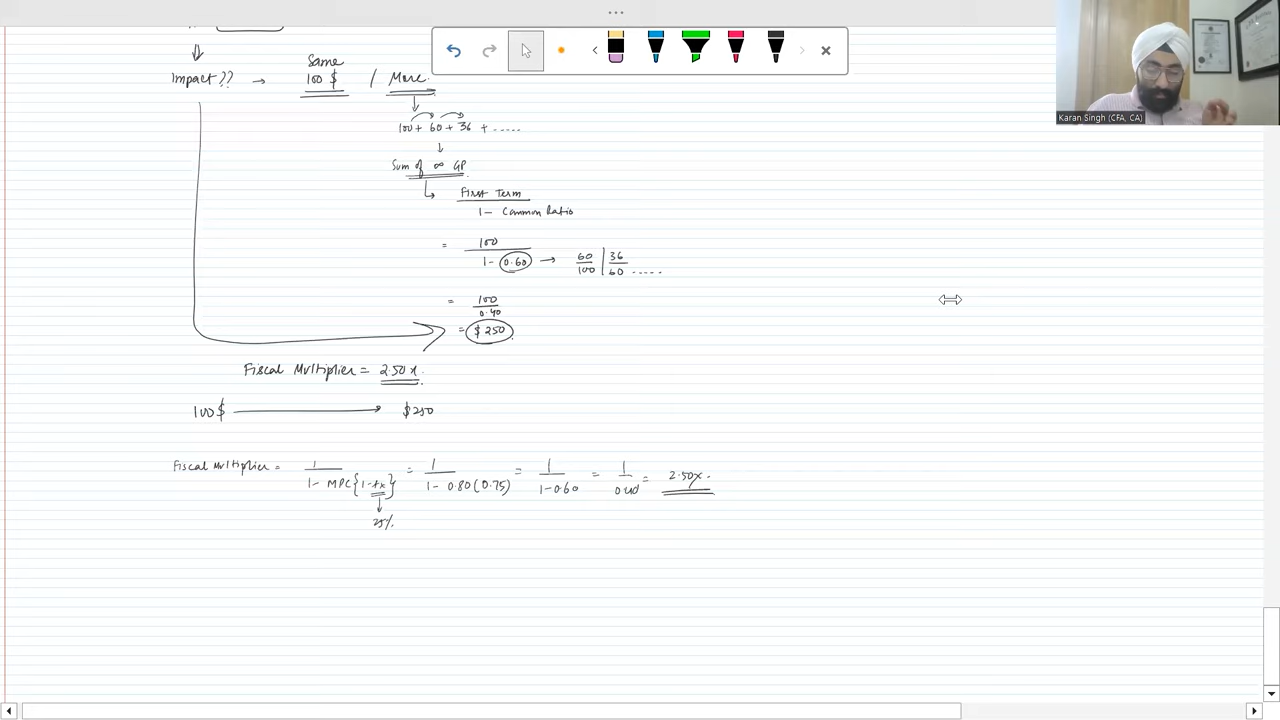 Same
Impact?? → 100 $ / More.
100 + 60 + 36 + .....
Sum of ∞ GP
First Term
1 - Common Ratio
= 100
1 - 0.60 → 60 | 36
100 | 60 .....
= 100
0.40
= $250
Fiscal Multiplier = 2.50x.
100$ → $250
Fiscal Multiplier = 1 = 1 = 1 = 1 = 2.50x.
1 - MPC{1-tx} 1 - 0.80(0.75) 1-0.60 0.40
25%
Karan Singh (CFA, CA)